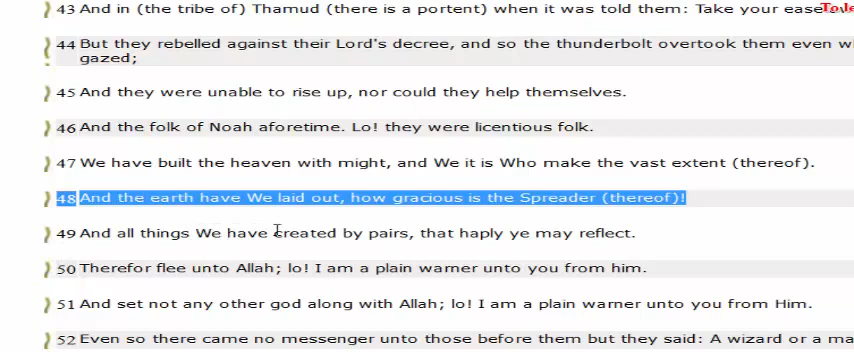 43 And in (the tribe of) Thamud (there is a portent) when it was told them: Take your ease
To le
44 But they rebelled against their Lord's decree, and so the thunderbolt overtook them even
gazed;
45 And they were unable to rise up, nor could they help themselves.
46 And the folk of Noah aforetime. Lo! they were licentious folk.
47 We have built the heaven with might, and We it is Who make the vast extent (thereof).
48 And the earth have We laid out, how gracious is the Spreader (thereof)!
49 And all things We have created by pairs, that haply ye may reflect.
50 Therefor flee unto Allah; lo! I am a plain warner unto you from him.
51 And set not any other god along with Allah; lo! I am a plain warner unto you from Him.
52 Even so there came no messenger unto those before them but they said: A wizard or a ma